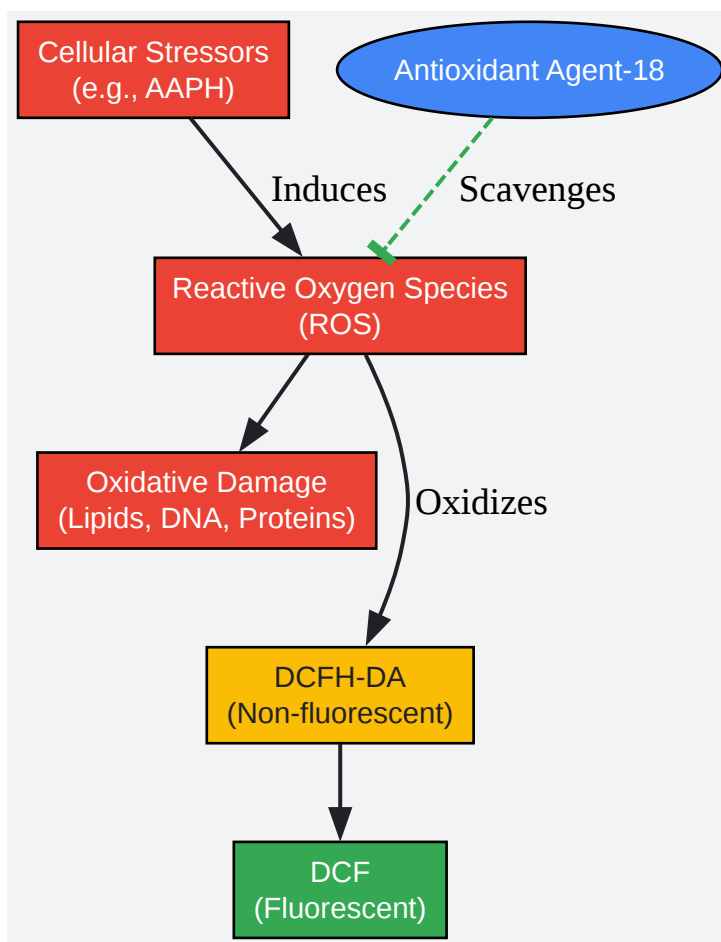 Cellular Stressors
(e.g., AAPH)
Antioxidant Agent-18
Induces
Scavenges
Reactive Oxygen Species
(ROS)
Oxidative Damage
(Lipids, DNA, Proteins)
Oxidizes
DCFH-DA
(Non-fluorescent)
DCF
(Fluorescent)